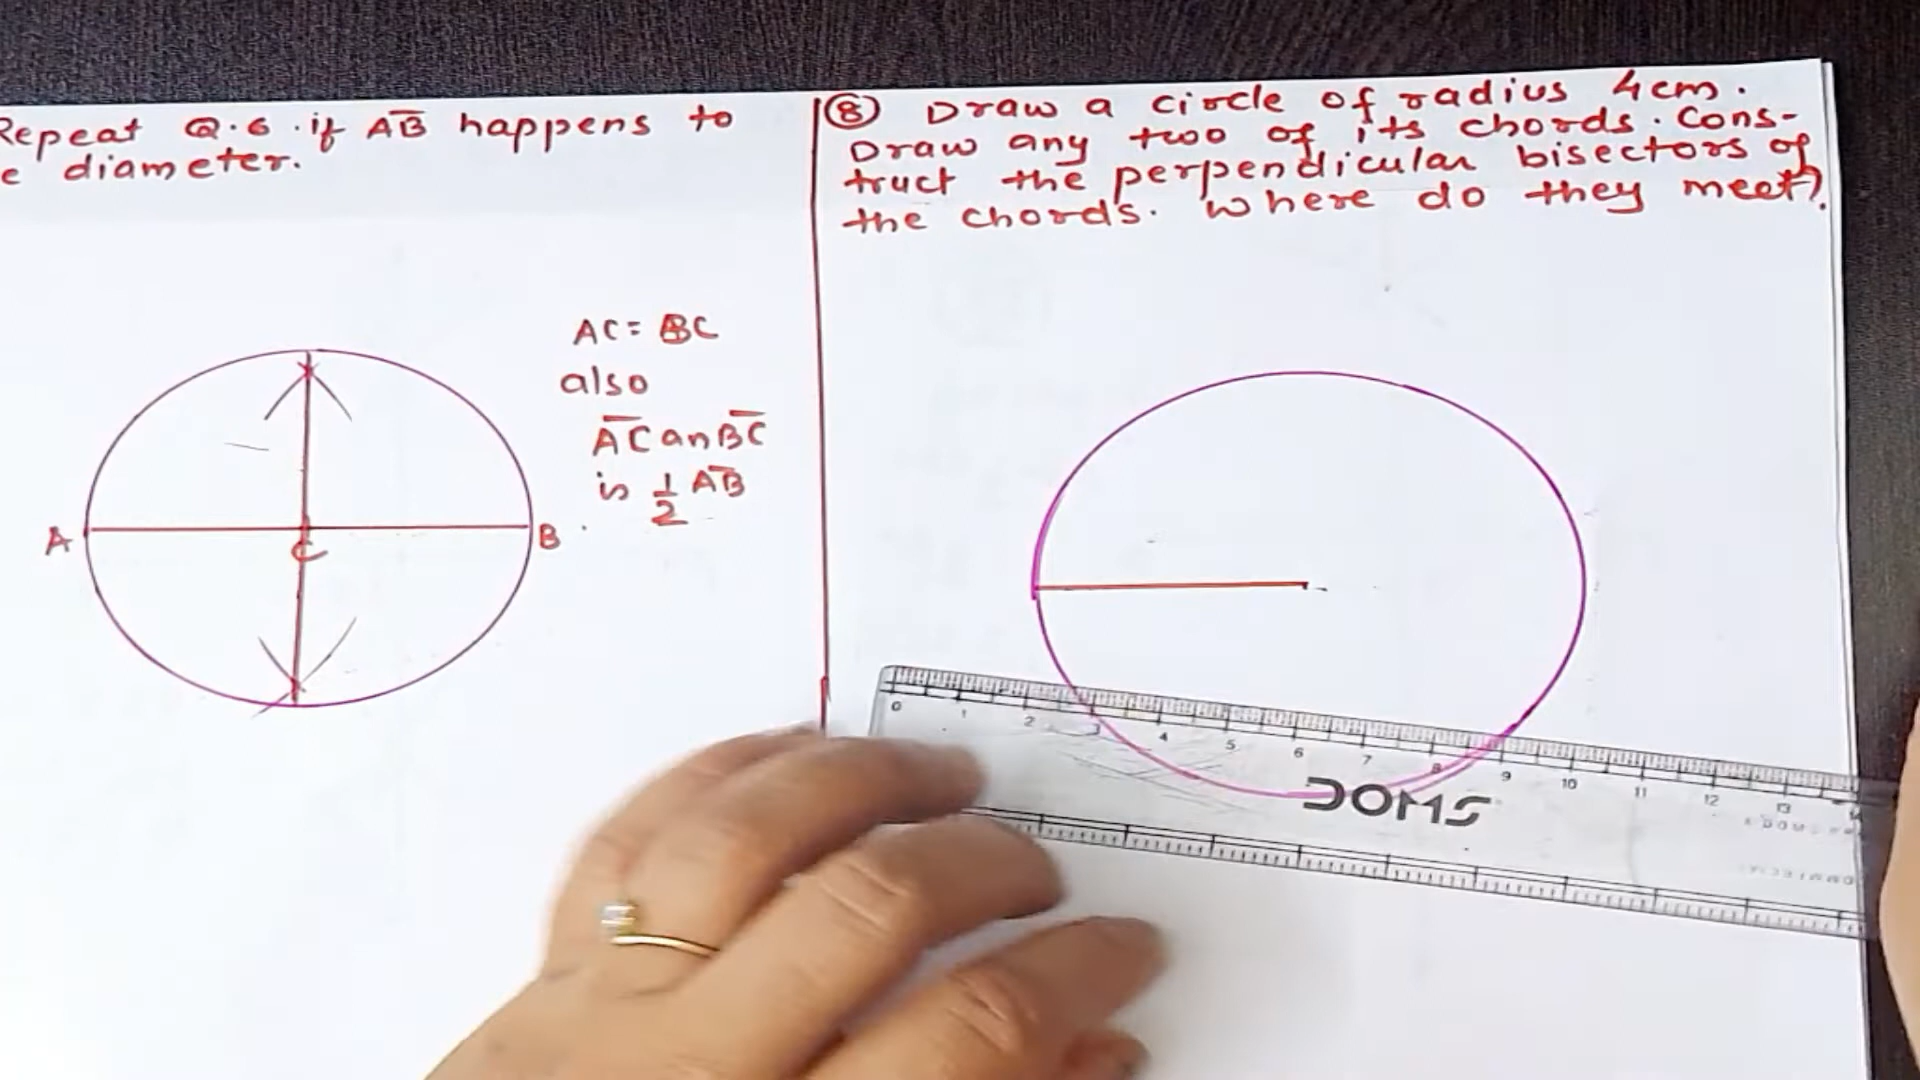 Repeat Q.6. if AB happens to
e diameter.
AC = BC
also
AC an BC
is 1/2 AB
A
C
B
⑧ Draw a circle of radius 4cm.
Draw any two of its chords. Cons-
truct the perpendicular bisectors of
the chords. Where do they meet?
0 1 2 3 4 5 6 7 8 9 10 11 12 13 14
DOMS